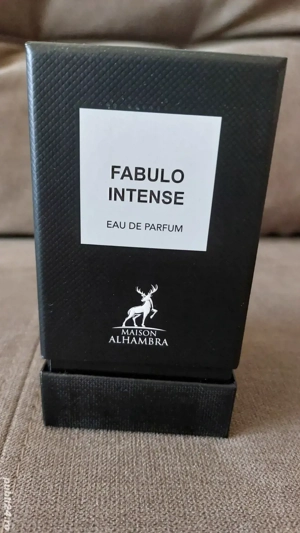 FABULO
INTENSE
EAU DE PARFUM
MAISON
ALHAMBRA